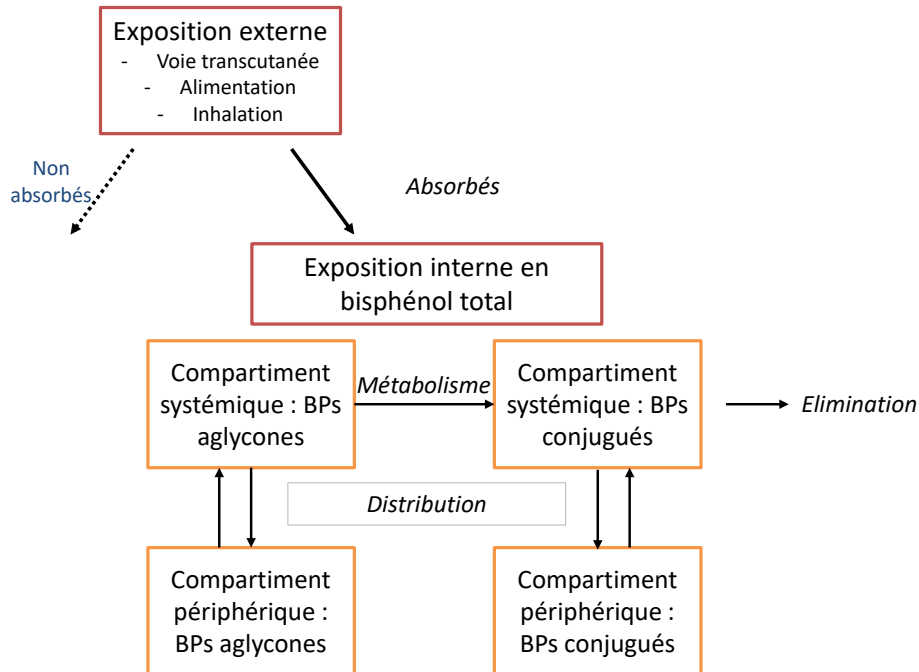 Exposition externe
- Voie transcutanée
- Alimentation
- Inhalation
Non
absorbés
Absorbés
Exposition interne en
bisphénol total
Compartiment
systémique : BPs
aglycones
Métabolisme
Compartiment
systémique : BPs
conjugués
Elimination
Distribution
Compartiment
périphérique :
BPs aglycones
Compartiment
périphérique :
BPs conjugués